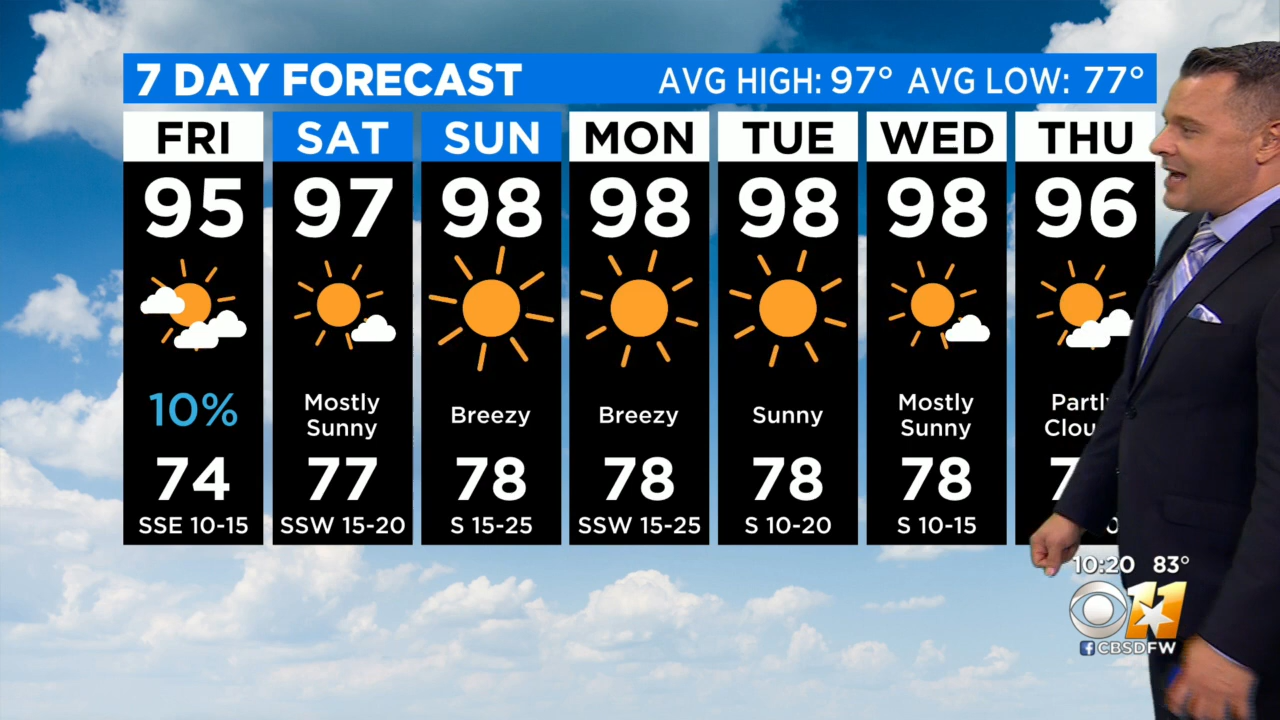 7 DAY FORECAST AVG HIGH: 97° AVG LOW: 77°
FRI SAT SUN MON TUE WED THU
95 97 98 98 98 98 96
10% Mostly Sunny Breezy Breezy Sunny Mostly Sunny
74 77 78 78 78 78
SSE 10-15 SSW 15-20 S 15-25 SSW 15-25 S 10-20 S 10-15
10:20 83°
11
CBSDFW